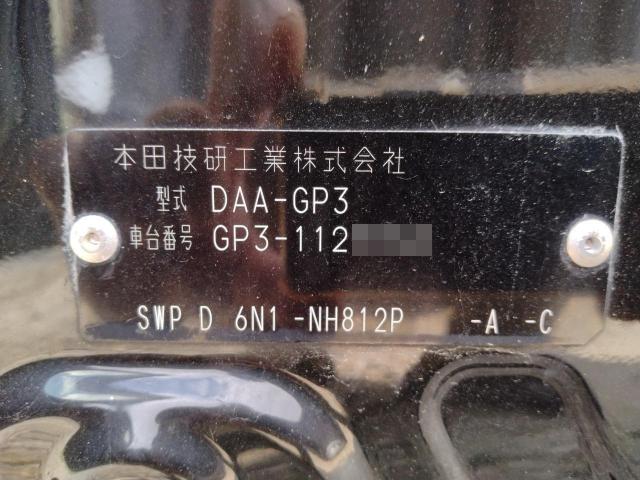 本田技研工業株式会社
型式 DAA-GP3
車台番号 GP3-112
SWP D 6N1 -NH812P -A -C